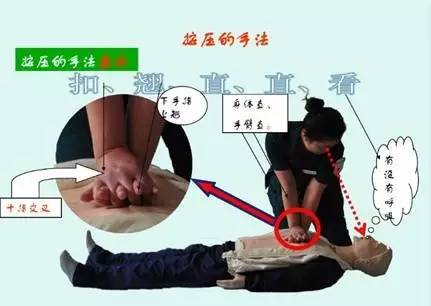 按压的手法
按压的手法要点
扣、翘、直、直、看
下手指
上翘
身体直、
手臂直。
有没有呼吸
十指交叉